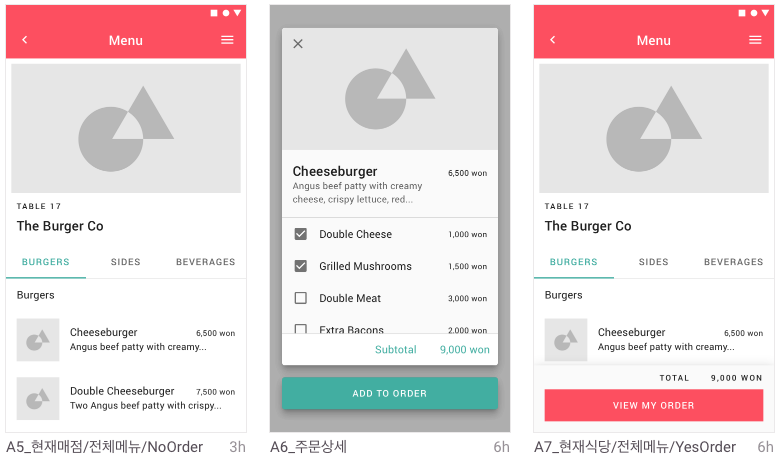 Menu
TABLE 17
The Burger Co
BURGERS SIDES BEVERAGES
Burgers
Cheeseburger 6,500 won
Angus beef patty with creamy...
Double Cheeseburger 7,500 won
Two Angus beef patty with crispy...
A5_현재매점/전체메뉴/NoOrder 3h
Cheeseburger 6,500 won
Angus beef patty with creamy
cheese, crispy lettuce, red...
Double Cheese 1,000 won
Grilled Mushrooms 1,500 won
Double Meat 3,000 won
Extra Bacons 2,000 won
Subtotal 9,000 won
ADD TO ORDER
A6_주문상세 6h
Menu
TABLE 17
The Burger Co
BURGERS SIDES BEVERAGES
Burgers
Cheeseburger 6,500 won
Angus beef patty with creamy...
TOTAL 9,000 WON
VIEW MY ORDER
A7_현재식당/전체메뉴/YesOrder 6h